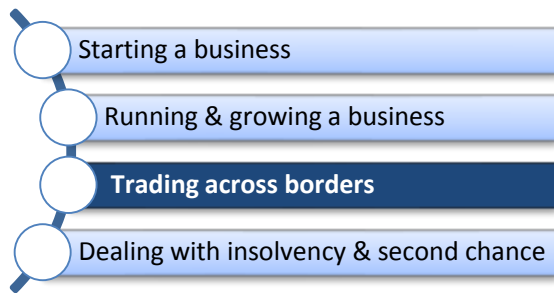 Starting a business
Running & growing a business
Trading across borders
Dealing with insolvency & second chance